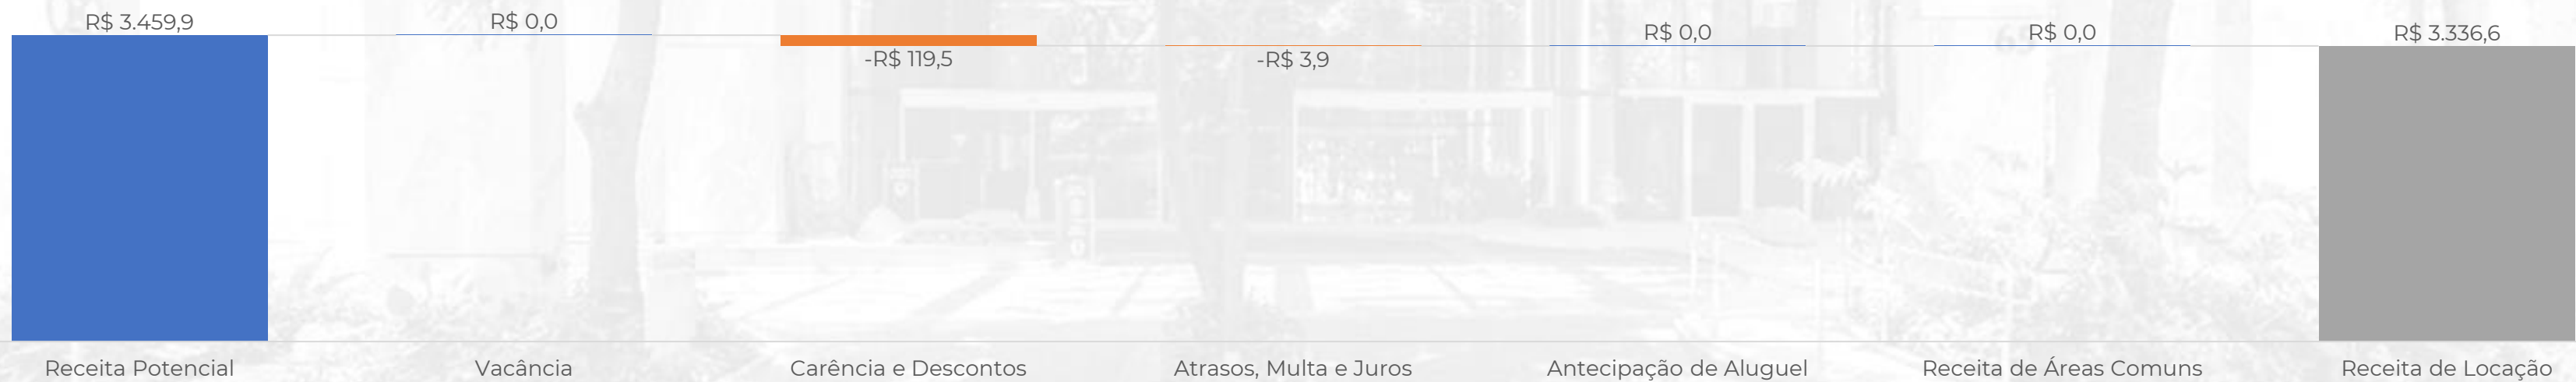 R$ 3.459,9
R$ 0,0
-R$ 119,5
-R$ 3,9
R$ 0,0
R$ 0,0
R$ 3.336,6
Receita Potencial
Vacância
Carência e Descontos
Atrasos, Multa e Juros
Antecipação de Aluguel
Receita de Áreas Comuns
Receita de Locação